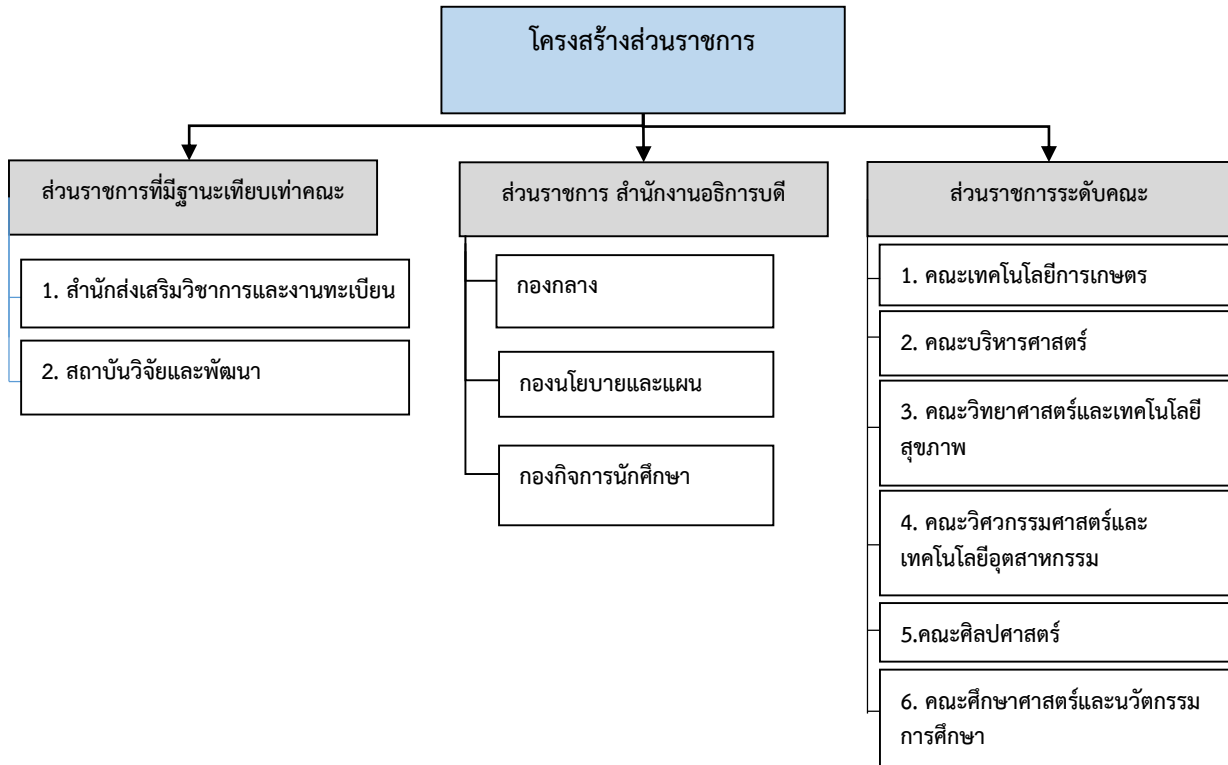 โครงสร้างส่วนราชการ
ส่วนราชการที่มีฐานะเทียบเท่าคณะ
1. สำนักส่งเสริมวิชาการและงานทะเบียน
2. สถาบันวิจัยและพัฒนา
ส่วนราชการ สำนักงานอธิการบดี
กองกลาง
กองนโยบายและแผน
กองกิจการนักศึกษา
ส่วนราชการระดับคณะ
1. คณะเทคโนโลยีการเกษตร
2. คณะบริหารศาสตร์
3. คณะวิทยาศาสตร์และเทคโนโลยี
สุขภาพ
4. คณะวิศวกรรมศาสตร์และ
เทคโนโลยีอุตสาหกรรม
5.คณะศิลปศาสตร์
6. คณะศึกษาศาสตร์และนวัตกรรม
การศึกษา